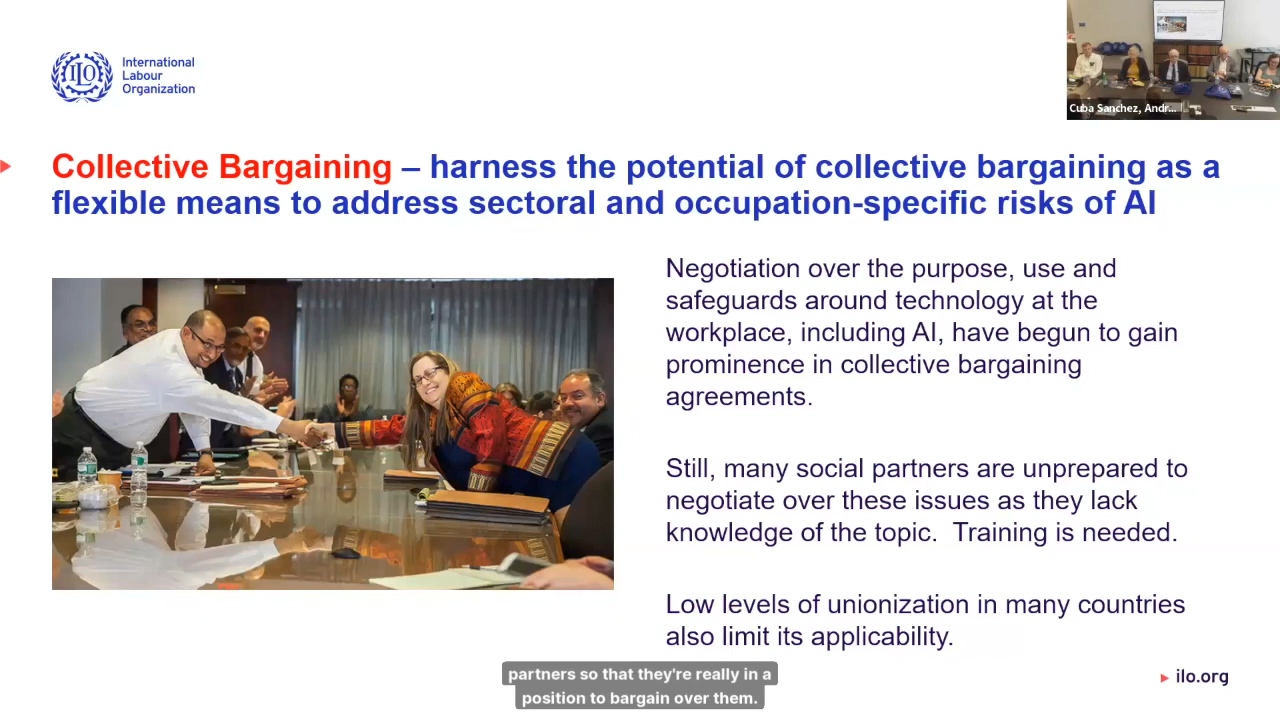 International
Labour
Organization
Cuba Sanchez, Andr...
Collective Bargaining – harness the potential of collective bargaining as a
flexible means to address sectoral and occupation-specific risks of AI
Negotiation over the purpose, use and
safeguards around technology at the
workplace, including AI, have begun to gain
prominence in collective bargaining
agreements.
Still, many social partners are unprepared to
negotiate over these issues as they lack
knowledge of the topic.  Training is needed.
Low levels of unionization in many countries
also limit its applicability.
partners so that they're really in a
position to bargain over them.
ilo.org